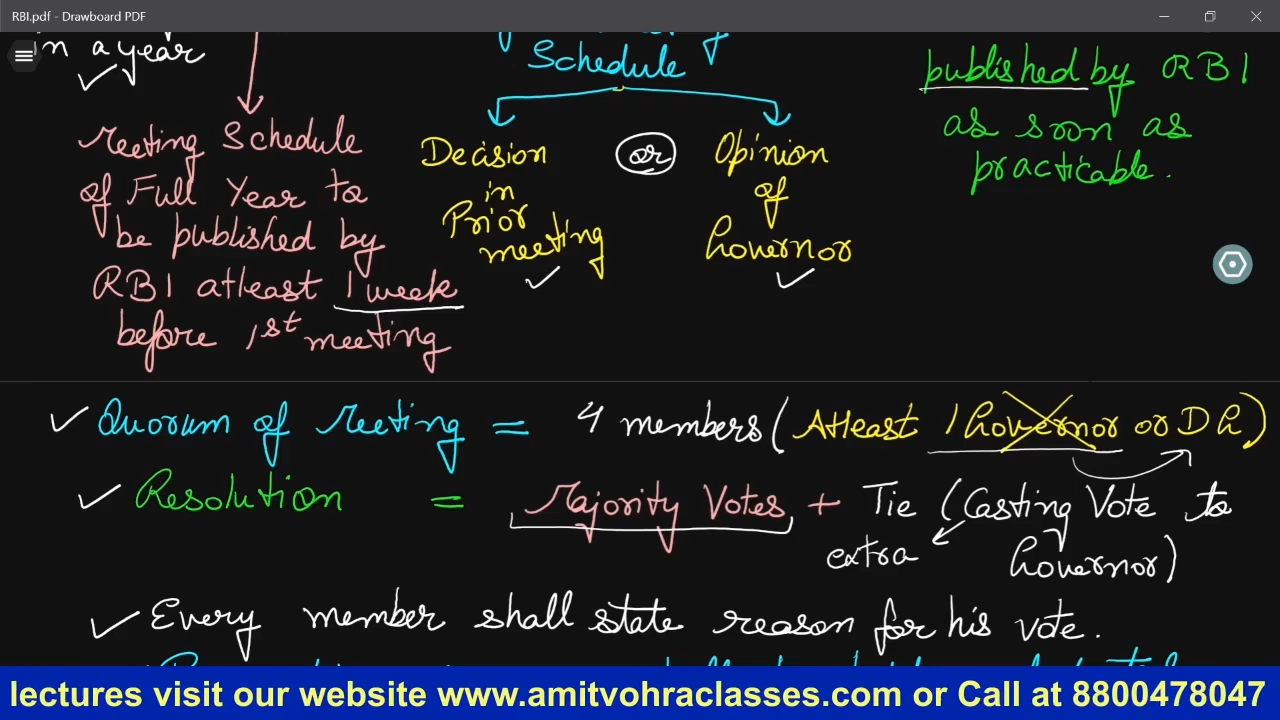 RBI.pdf - Drawboard PDF
in a year
Schedule
published by RBI
as soon as
practicable.
Meeting Schedule
of Full Year to
be published by
RBI atleast 1 week
before 1st meeting
Decision
in
Prior
meeting
or
Opinion
of
Governor
Quorum of Meeting = 4 members (Atleast 1 Governor or DG)
Resolution = Majority Votes + Tie (Casting Vote to
extra Governor)
Every member shall state reason for his vote.
lectures visit our website www.amitvohraclasses.com or Call at 8800478047